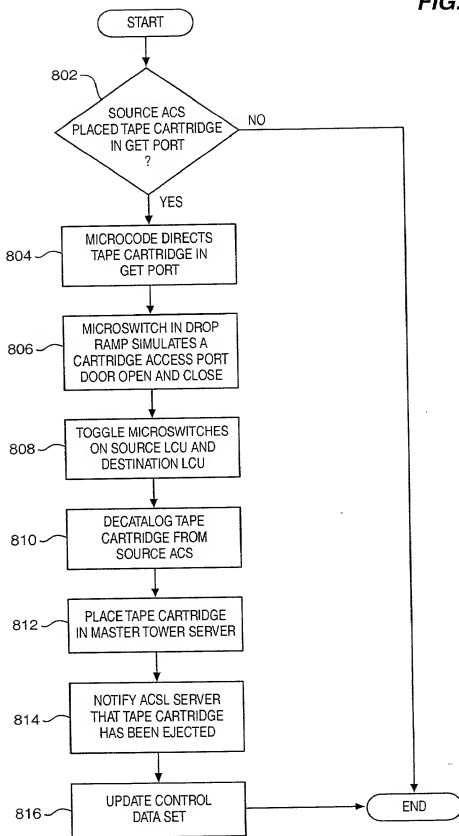 FIG.
START
802
SOURCE ACS
PLACED TAPE CARTRIDGE
IN GET PORT
?
NO
YES
804
MICROCODE DIRECTS
TAPE CARTRIDGE IN
GET PORT
806
MICROSWITCH IN DROP
RAMP SIMULATES A
CARTRIDGE ACCESS PORT
DOOR OPEN AND CLOSE
808
TOGGLE MICROSWITCHES
ON SOURCE LCU AND
DESTINATION LCU
810
DECATALOG TAPE
CARTRIDGE FROM
SOURCE ACS
812
PLACE TAPE CARTRIDGE
IN MASTER TOWER SERVER
814
NOTIFY ACSL SERVER
THAT TAPE CARTRIDGE
HAS BEEN EJECTED
816
UPDATE CONTROL
DATA SET
END